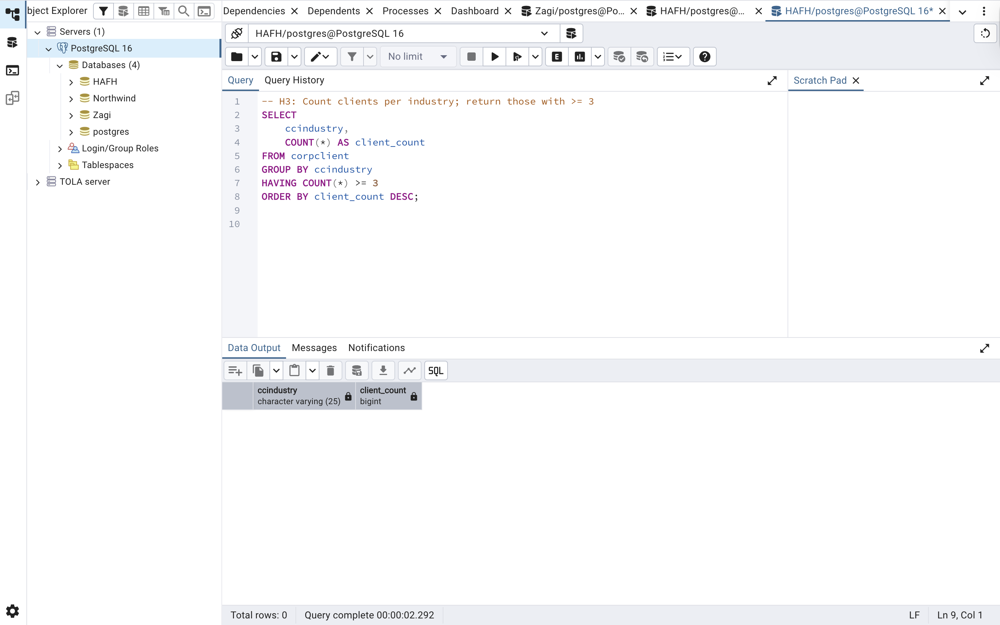 bject Explorer
Servers (1)
PostgreSQL 16
Databases (4)
HAFH
Northwind
Zagi
postgres
Login/Group Roles
Tablespaces
TOLA server
Dependencies Dependents Processes Dashboard Zagi/postgres@Po... HAFH/postgres@... HAFH/postgres@PostgreSQL 16*
HAFH/postgres@PostgreSQL 16
No limit E
Query Query History
Scratch Pad
1 -- H3: Count clients per industry; return those with >= 3
2 SELECT
3 ccindustry,
4 COUNT(*) AS client_count
5 FROM corpclient
6 GROUP BY ccindustry
7 HAVING COUNT(*) >= 3
8 ORDER BY client_count DESC;
9
10
Data Output Messages Notifications
SQL
ccindustry client_count
character varying (25) bigint
Total rows: 0 Query complete 00:00:02.292 LF Ln 9, Col 1